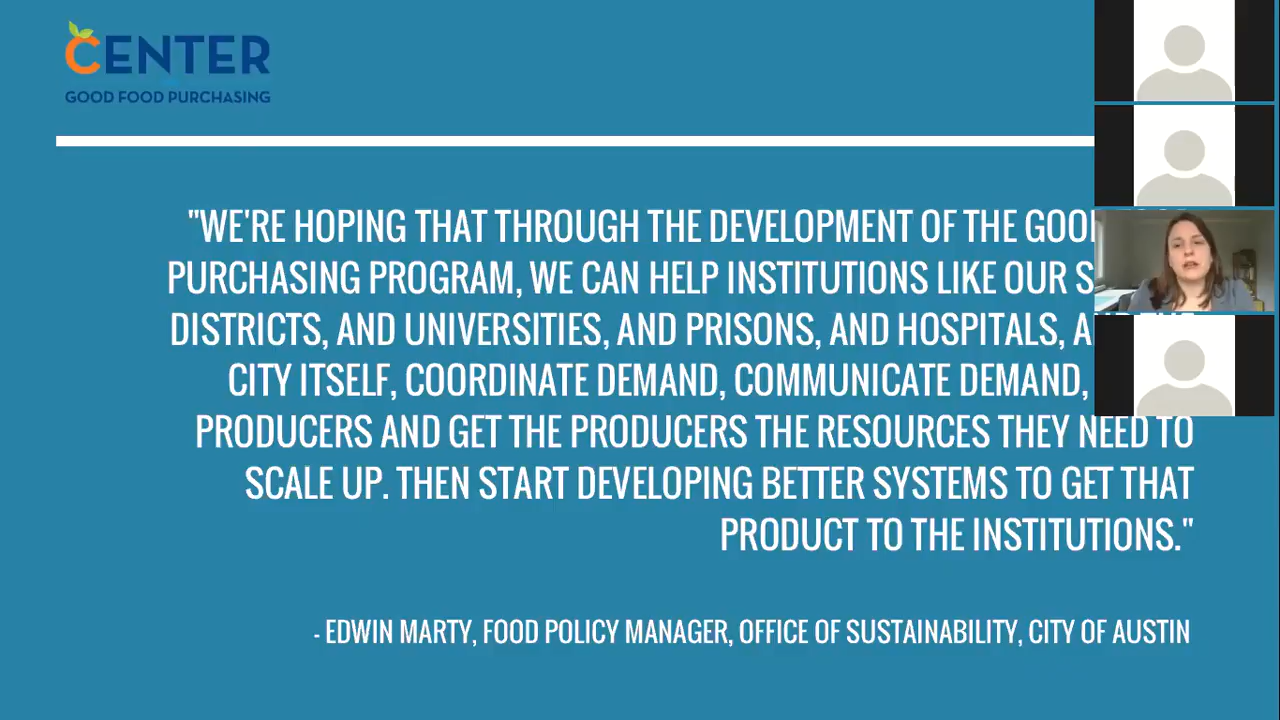 CENTER
GOOD FOOD PURCHASING
"WE'RE HOPING THAT THROUGH THE DEVELOPMENT OF THE
PURCHASING PROGRAM, WE CAN HELP INSTITUTIONS LIKE OUR
DISTRICTS, AND UNIVERSITIES, AND PRISONS, AND HOSPITALS,
CITY ITSELF, COORDINATE DEMAND, COMMUNICATE DEMAND,
PRODUCERS AND GET THE PRODUCERS THE RESOURCES THEY NEED TO
SCALE UP. THEN START DEVELOPING BETTER SYSTEMS TO GET THAT
PRODUCT TO THE INSTITUTIONS."
- EDWIN MARTY, FOOD POLICY MANAGER, OFFICE OF SUSTAINABILITY, CITY OF AUSTIN